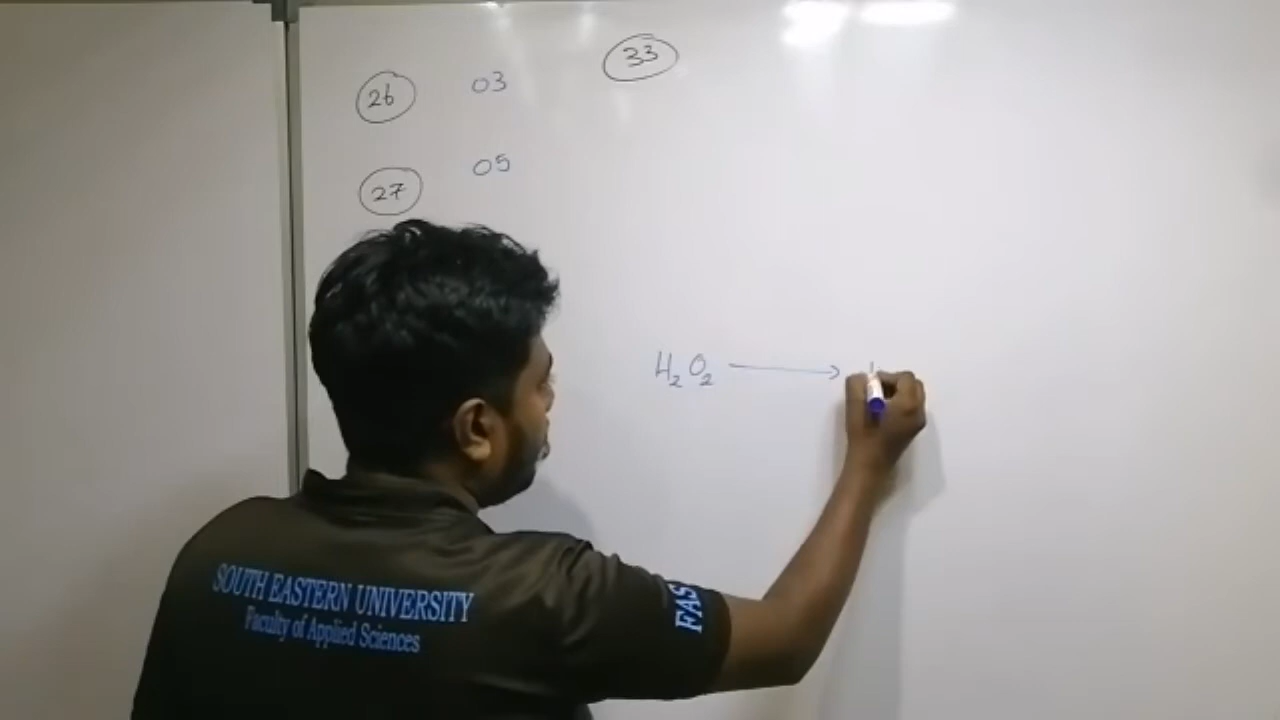 33
26 03
27 05
H₂O₂ ⟶
SOUTH EASTERN UNIVERSITY
Faculty of Applied Sciences
FAS